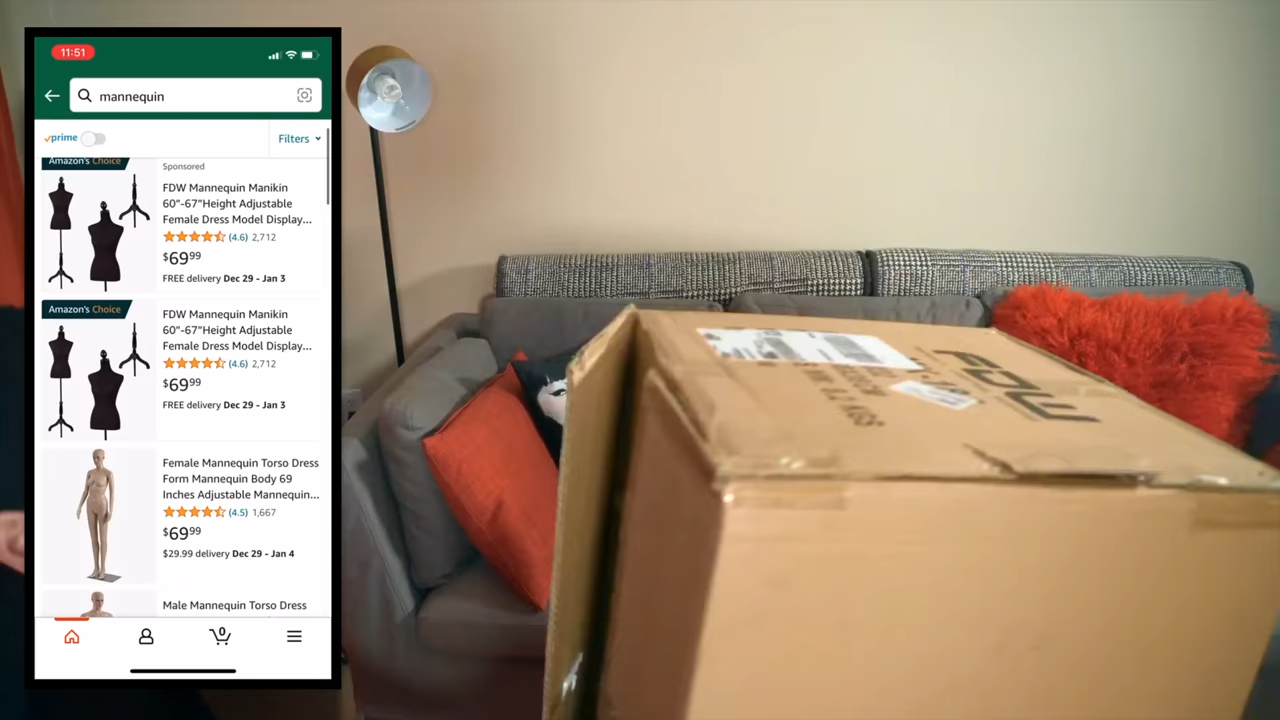 11:51
mannequin
prime
Filters
Amazon's Choice
Sponsored
FDW Mannequin Manikin
60"-67"Height Adjustable
Female Dress Model Display...
(4.6) 2,712
$69.99
FREE delivery Dec 29 - Jan 3
Amazon's Choice
FDW Mannequin Manikin
60"-67"Height Adjustable
Female Dress Model Display...
(4.6) 2,712
$69.99
FREE delivery Dec 29 - Jan 3
Female Mannequin Torso Dress
Form Mannequin Body 69
Inches Adjustable Mannequin...
(4.5) 1,667
$69.99
$29.99 delivery Dec 29 - Jan 4
Male Mannequin Torso Dress
0
FDW